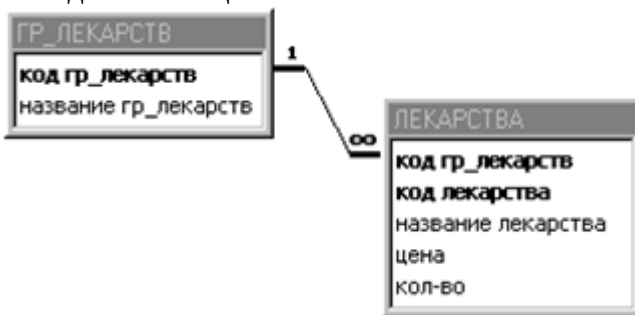 ГР_ЛЕКАРСТВ
код гр_лекарств
название гр_лекарств
1
∞
ЛЕКАРСТВА
код гр_лекарств
код лекарства
название лекарства
цена
кол-во